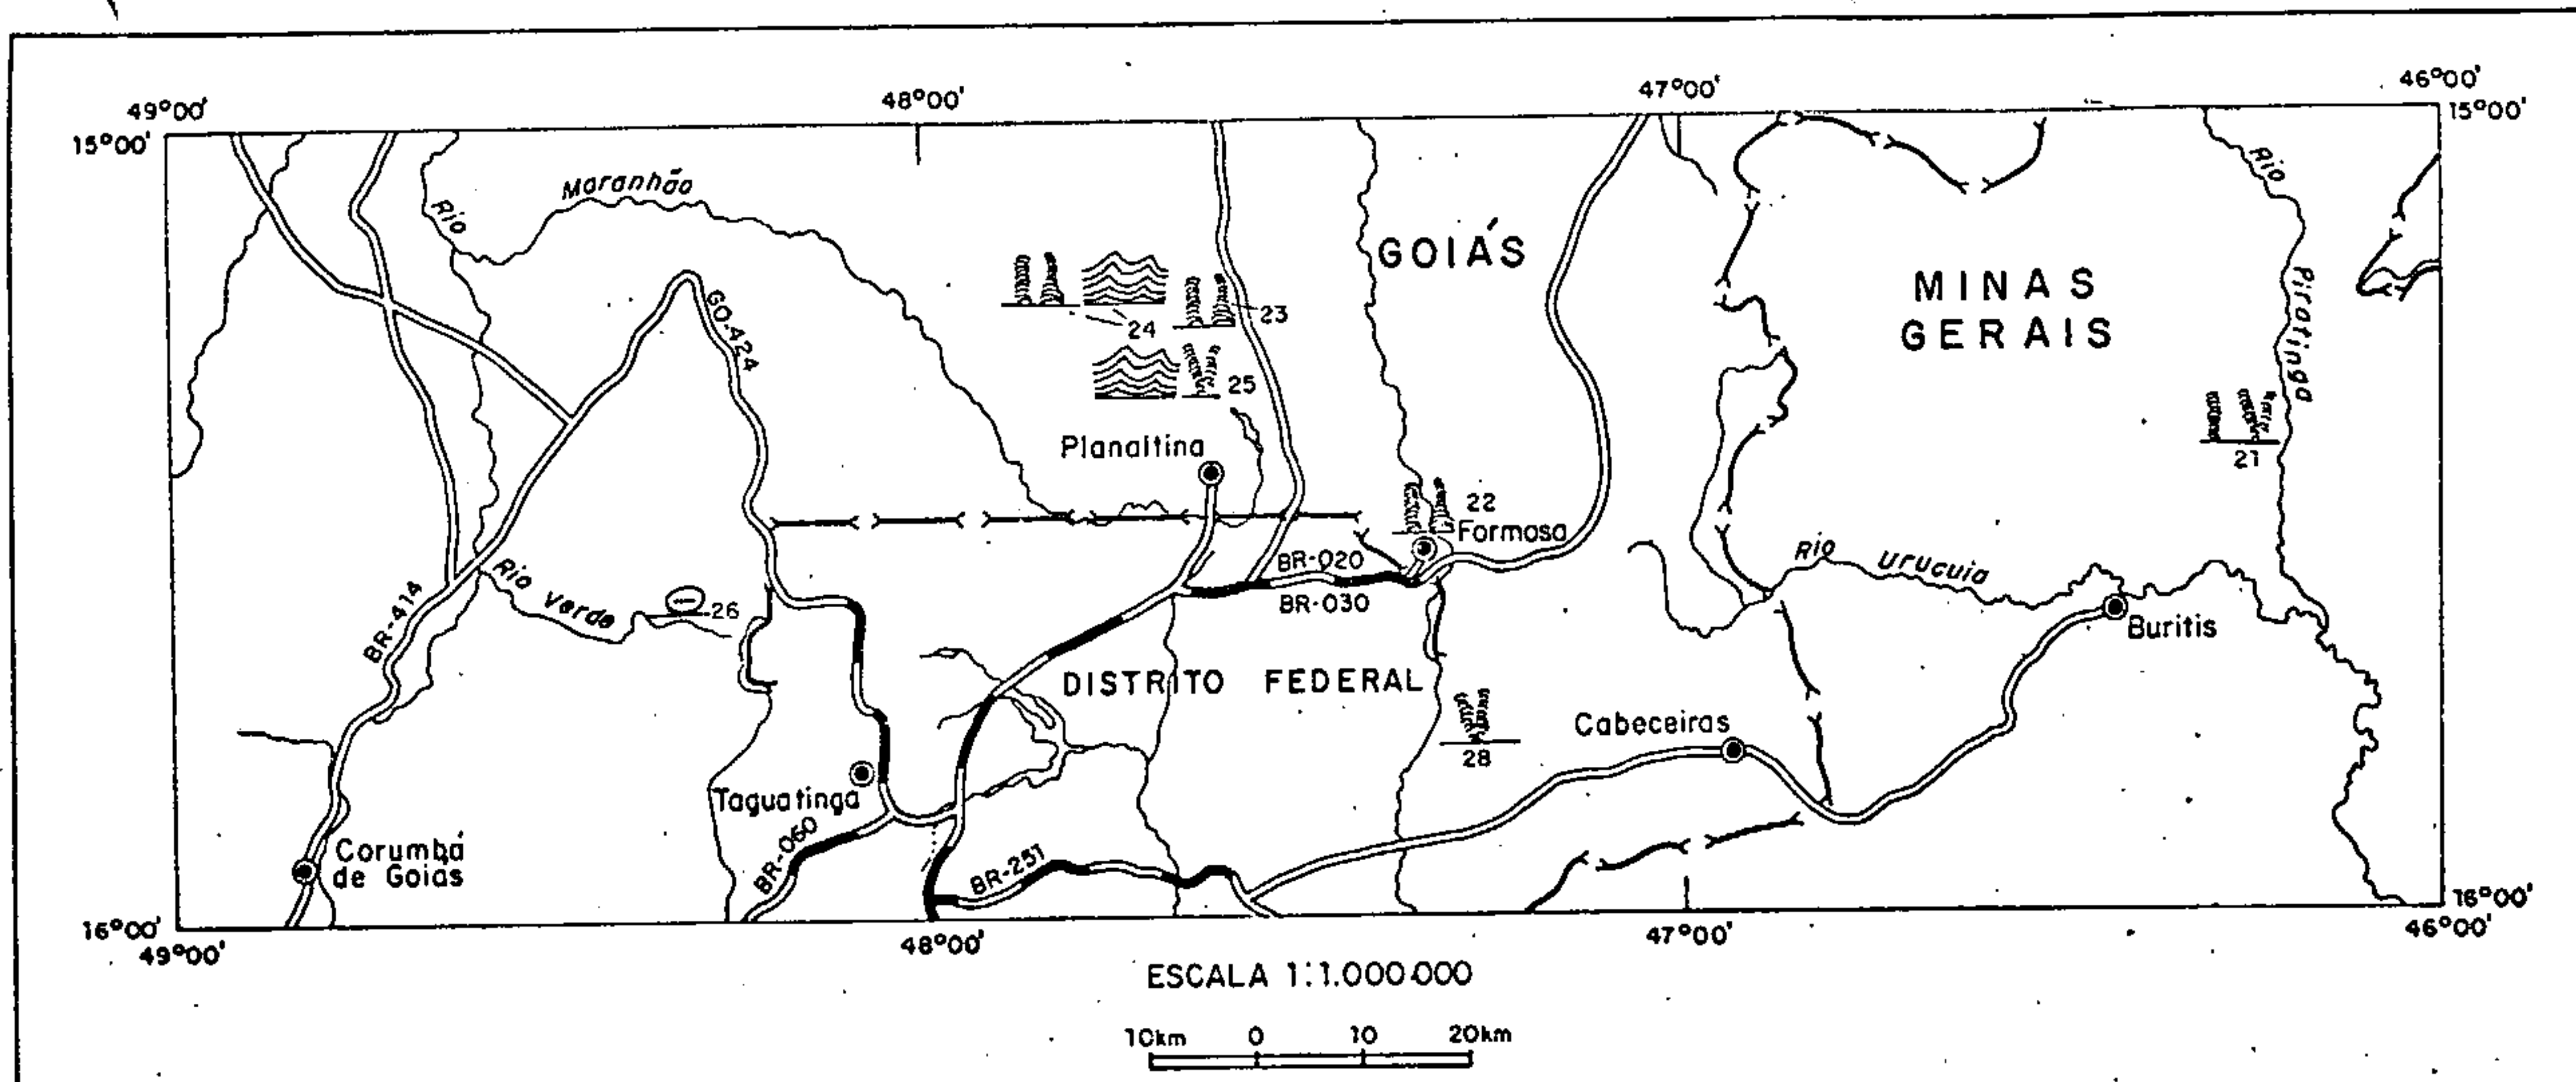 49°00'
48°00'
47°00'
46°00'
15°00'
15°00'
Rio
Maranhão
Rio
Piratinga
GOIÁS
MINAS
GERAIS
GO-424
24
23
25
Planaltina
21
22
Formosa
BR-020
BR-030
Rio Urucuia
Buritis
BR-414
Rio Verde
26
DISTRITO FEDERAL
Cabeceiras
28
Taguatinga
BR-060
BR-251
Corumbá
de Goiás
16°00'
16°00'
49°00'
48°00'
47°00'
46°00'
ESCALA 1:1.000.000
10km 0 10 20km